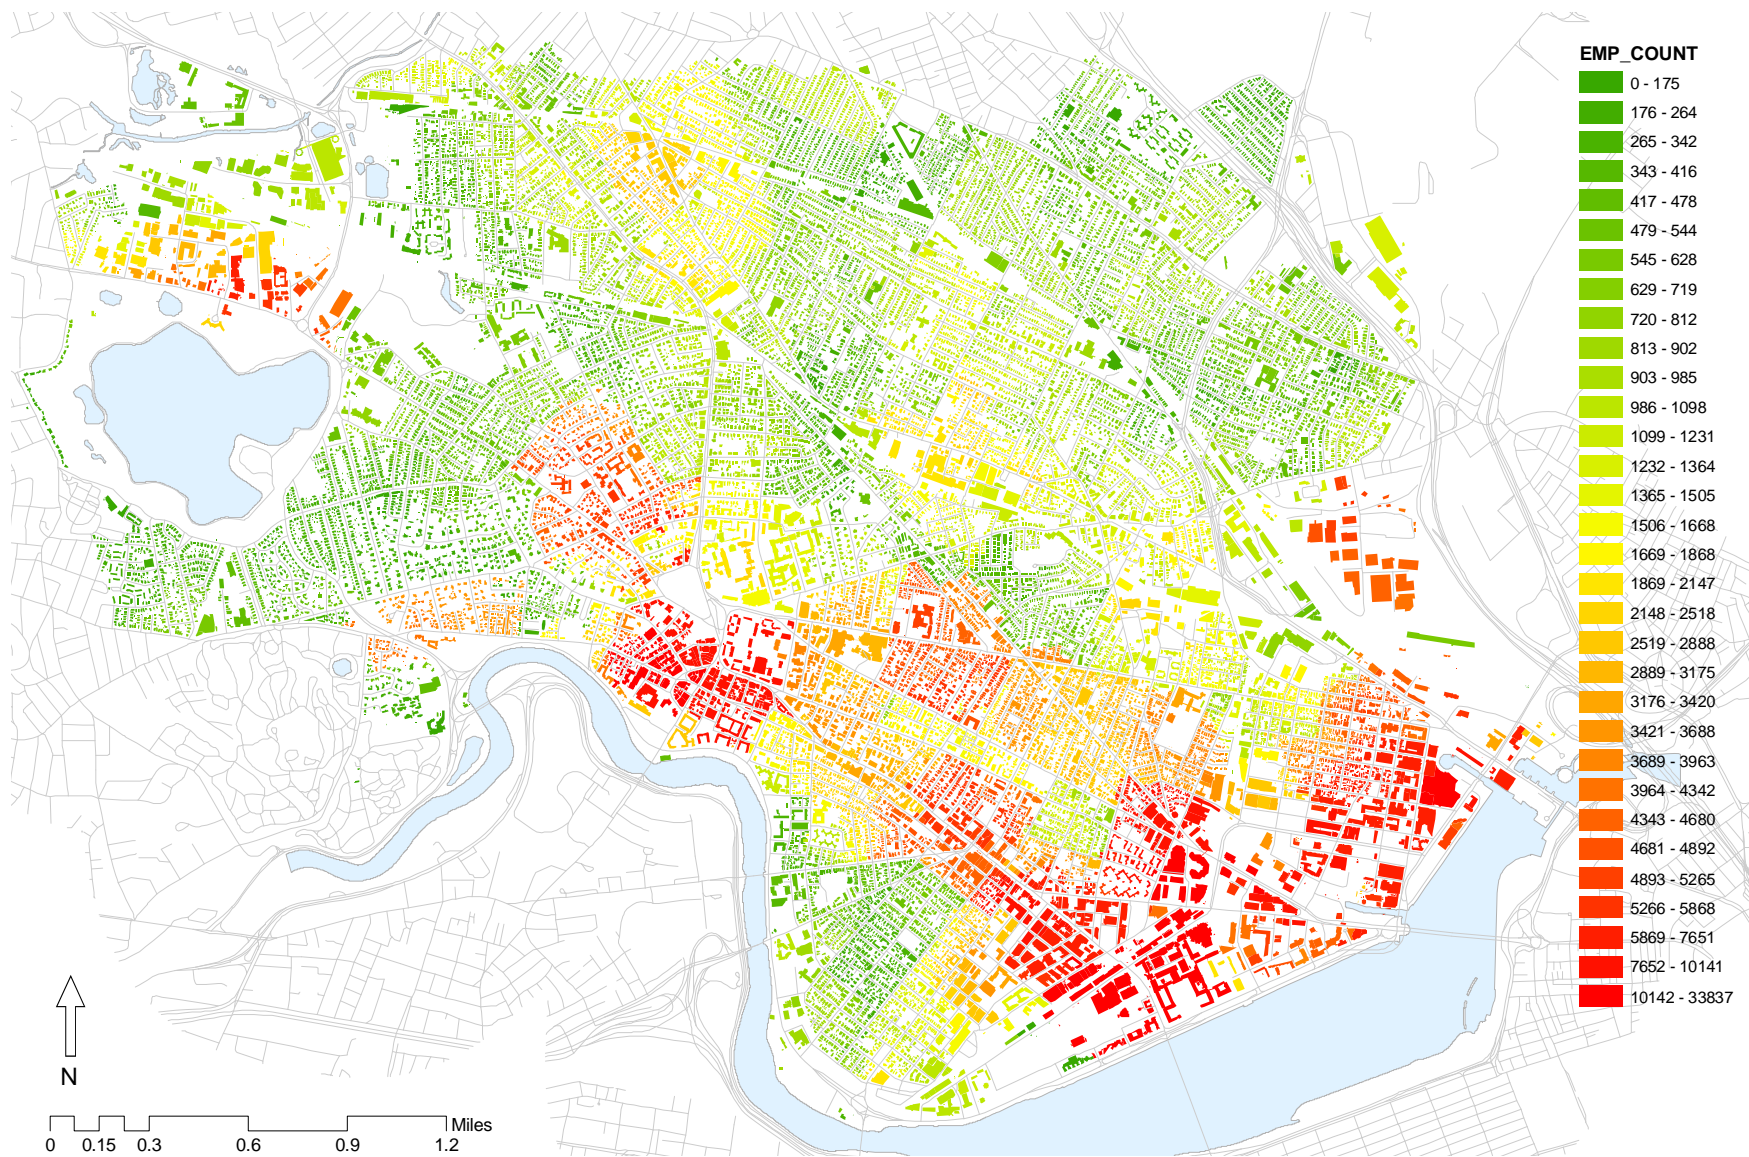 EMP_COUNT
0 - 175
176 - 264
265 - 342
343 - 416
417 - 478
479 - 544
545 - 628
629 - 719
720 - 812
813 - 902
903 - 985
986 - 1098
1099 - 1231
1232 - 1364
1365 - 1505
1506 - 1668
1669 - 1868
1869 - 2147
2148 - 2518
2519 - 2888
2889 - 3175
3176 - 3420
3421 - 3688
3689 - 3963
3964 - 4342
4343 - 4680
4681 - 4892
4893 - 5265
5266 - 5868
5869 - 7651
7652 - 10141
10142 - 33837
N
Miles
0 0.15 0.3 0.6 0.9 1.2